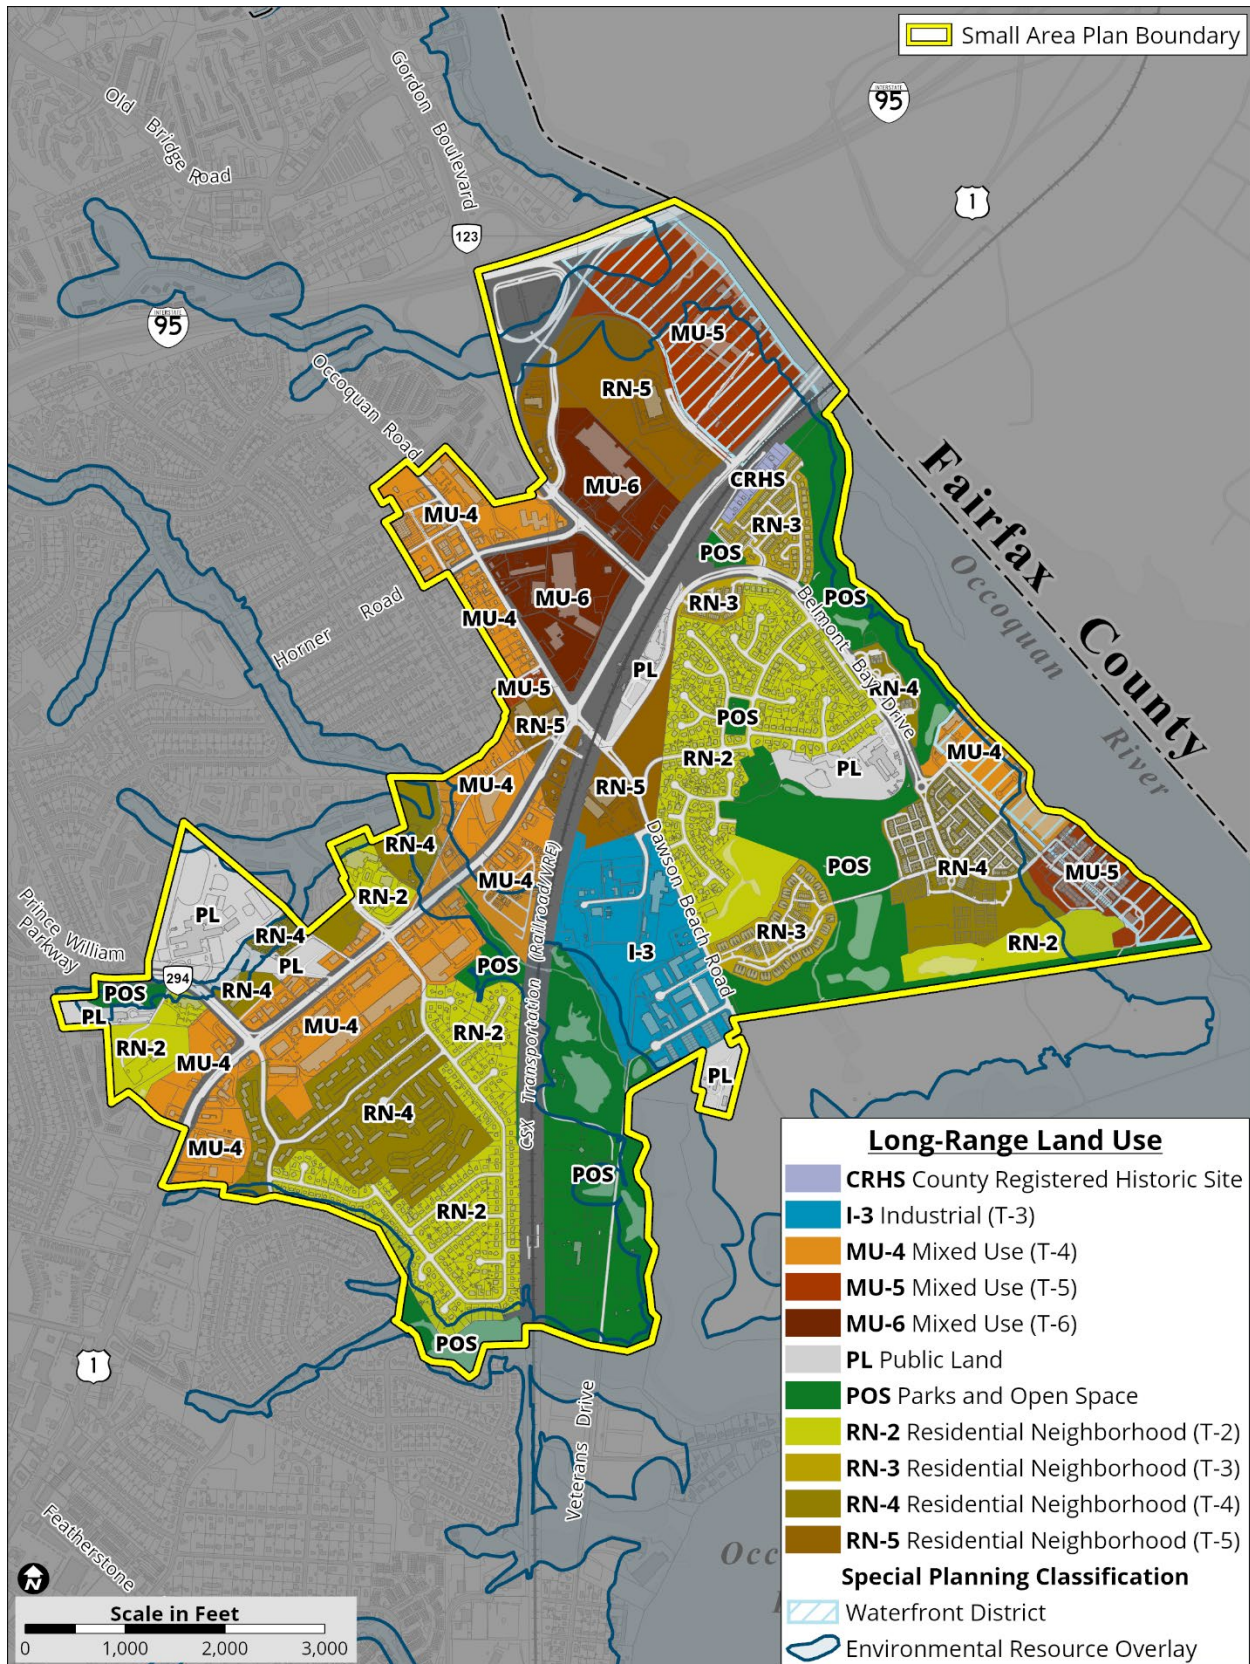 Small Area Plan Boundary
Old Bridge Road
Gordon Boulevard
INTERSTATE
95
1
123
INTERSTATE
95
Occoquan Road
MU-5
RN-5
Fairfax County
CRHS
MU-6
MU-4
RN-3
POS
Occoquan River
Horner Road
MU-6
RN-3
POS
Belmont Bay Drive
MU-4
PL
MU-5
RN-4
RN-5
POS
MU-4
RN-2
PL
MU-4
RN-5
Dawson Beach Road
RN-4
MU-4
POS
RN-4
MU-5
RN-2
PL
Prince William Parkway
RN-4
RN-3
RN-2
I-3
PL
POS
294
RN-4
POS
PL
MU-4
RN-2
RN-2
MU-4
PL
CSX Transportation (Railroad/VRE)
RN-4
MU-4
POS
RN-2
POS
1
Veterans Drive
Featherstone
Occ
N
Scale in Feet
0 1,000 2,000 3,000
Long-Range Land Use
CRHS County Registered Historic Site
I-3 Industrial (T-3)
MU-4 Mixed Use (T-4)
MU-5 Mixed Use (T-5)
MU-6 Mixed Use (T-6)
PL Public Land
POS Parks and Open Space
RN-2 Residential Neighborhood (T-2)
RN-3 Residential Neighborhood (T-3)
RN-4 Residential Neighborhood (T-4)
RN-5 Residential Neighborhood (T-5)
Special Planning Classification
Waterfront District
Environmental Resource Overlay